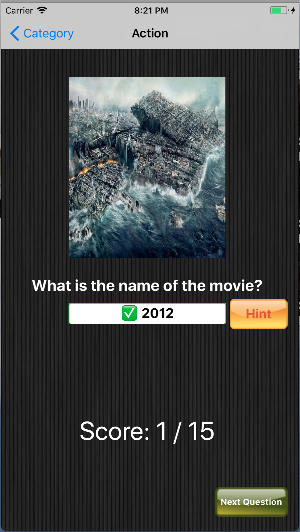 Carrier 8:21 PM
Category Action
What is the name of the movie?
✅ 2012 Hint
Score: 1 / 15
Next Question